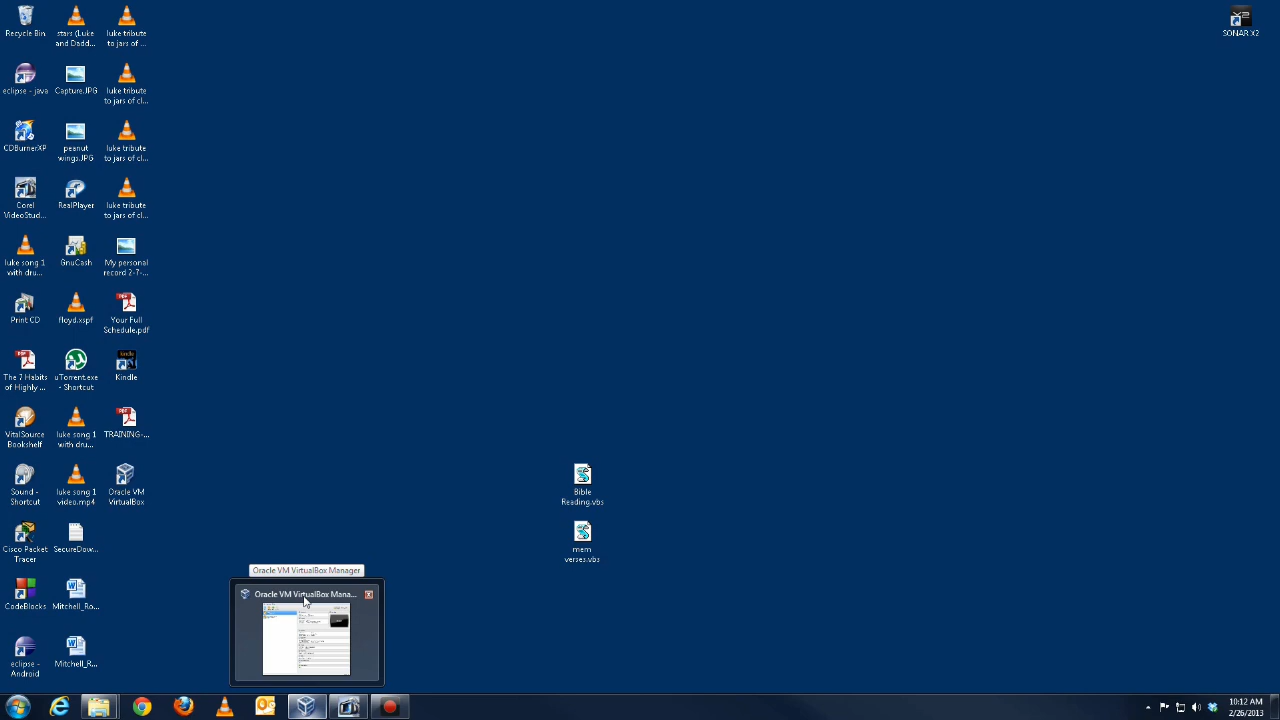 Recycle Bin
stars (Luke
and Dadd...
luke tribute
to jars of ...
SONAR X2
eclipse - java
Capture.JPG
luke tribute
to jars of cl...
CDBurnerXP
peanut
wings.JPG
luke tribute
to jars of cl...
Corel
VideoStud...
RealPlayer
luke tribute
to jars of cl...
luke song 1
with dru...
GnuCash
My personal
record 2-7-...
Print CD
floyd.xspf
Your Full
Schedule.pdf
The 7 Habits
of Highly ...
uTorrent.exe
- Shortcut
Kindle
VitalSource
Bookshelf
luke song 1
with dru...
TRAINING-...
Sound -
Shortcut
luke song 1
video.mp4
Oracle VM
VirtualBox
Bible
Reading.vbs
Cisco Packet
Tracer
SecureDow...
mem
verses.vbs
CodeBlocks
Mitchell_Ro...
eclipse -
Android
Mitchell_R...
Oracle VM VirtualBox Manager
Oracle VM VirtualBox Mana...
10:12 AM
2/26/2013